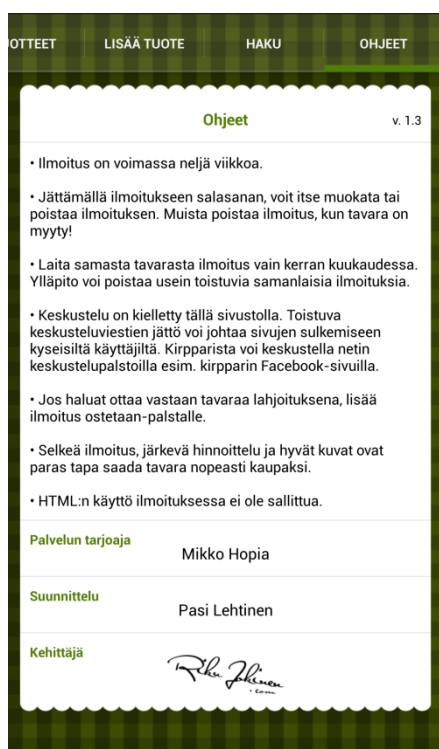 OTTEET LISÄÄ TUOTE HAKU OHJEET
Ohjeet v. 1.3
• Ilmoitus on voimassa neljä viikkoa.
• Jättämällä ilmoitukseen salasanan, voit itse muokata tai
poistaa ilmoituksen. Muista poistaa ilmoitus, kun tavara on
myyty!
• Laita samasta tavarasta ilmoitus vain kerran kuukaudessa.
Ylläpito voi poistaa usein toistuvia samanlaisia ilmoituksia.
• Keskustelu on kielletty tällä sivustolla. Toistuva
keskusteluviestien jättö voi johtaa sivujen sulkemiseen
kyseisiltä käyttäjiltä. Kirpparista voi keskustella netin
keskustelupalstoilla esim. kirpparin Facebook-sivuilla.
• Jos haluat ottaa vastaan tavaraa lahjoituksena, lisää
ilmoitus ostetaan-palstalle.
• Selkeä ilmoitus, järkevä hinnoittelu ja hyvät kuvat ovat
paras tapa saada tavara nopeasti kaupaksi.
• HTML:n käyttö ilmoituksessa ei ole sallittua.
Palvelun tarjoaja
Mikko Hopia
Suunnittelu
Pasi Lehtinen
Kehittäjä
Riku Jokinen
.com